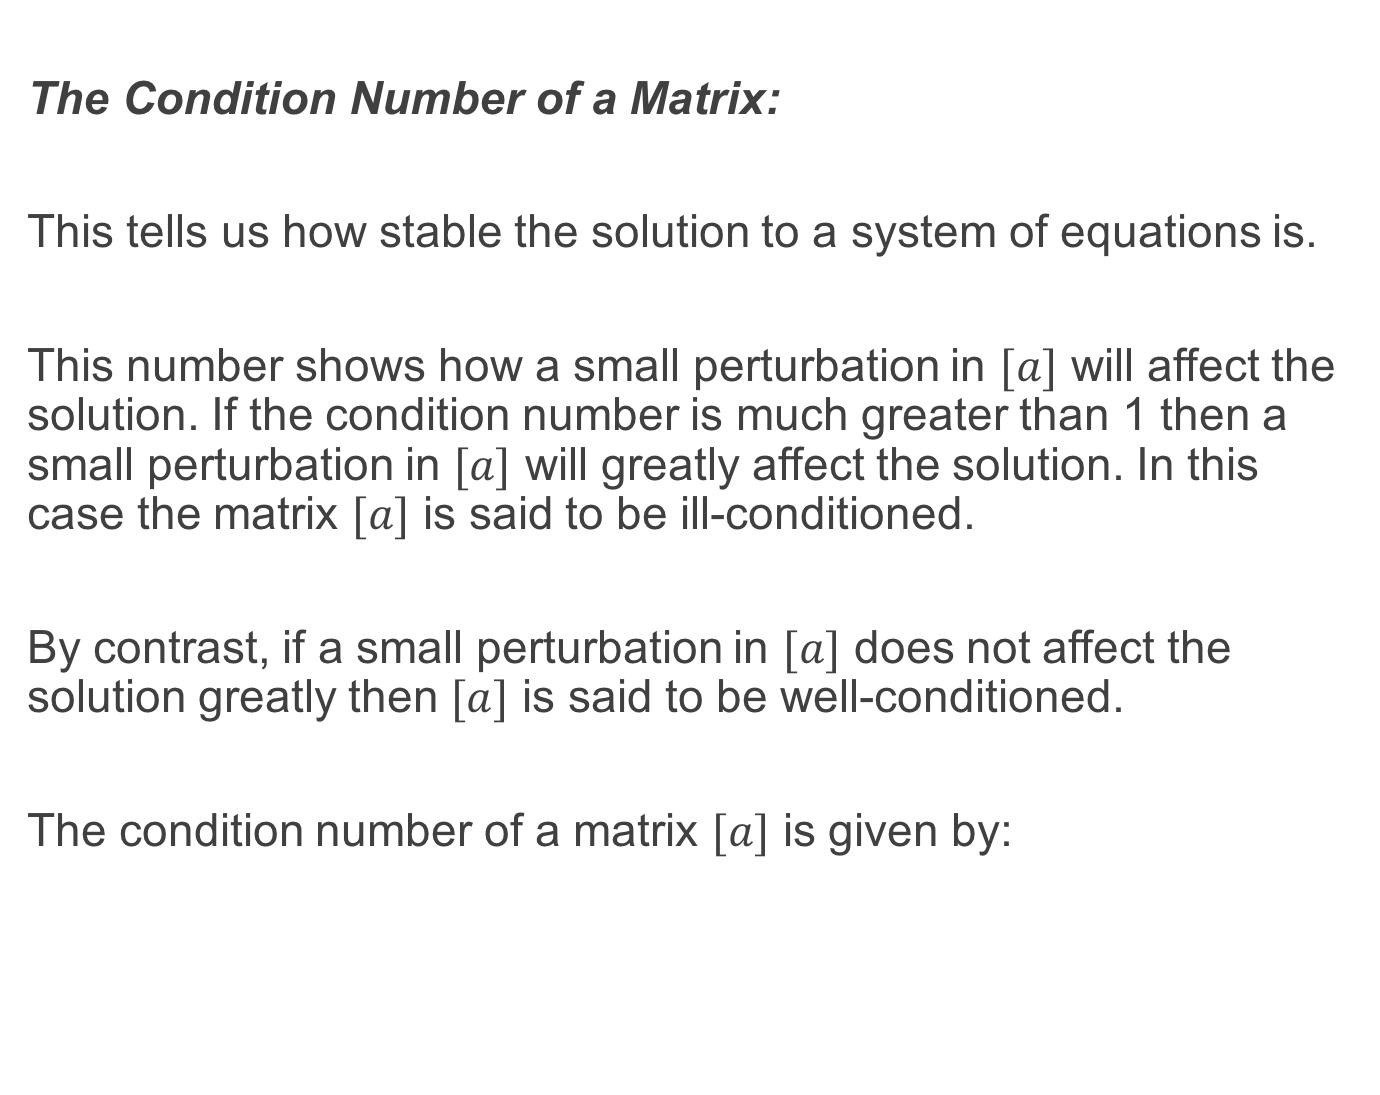 The Condition Number of a Matrix:
This tells us how stable the solution to a system of equations is.
This number shows how a small perturbation in [𝑎] will affect the
solution. If the condition number is much greater than 1 then a
small perturbation in [𝑎] will greatly affect the solution. In this
case the matrix [𝑎] is said to be ill-conditioned.
By contrast, if a small perturbation in [𝑎] does not affect the
solution greatly then [𝑎] is said to be well-conditioned.
The condition number of a matrix [𝑎] is given by: